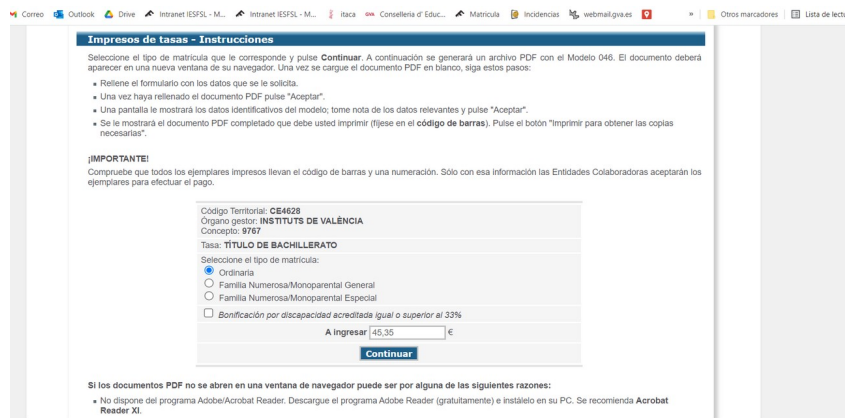 Correo Outlook Drive Intranet IESFSL - M... Intranet IESFSL - M... itaca GVA Conselleria d' Educ... Matricula Incidencias webmail.gva.es » Otros marcadores Lista de lectu
Impresos de tasas - Instrucciones
Seleccione el tipo de matrícula que le corresponde y pulse Continuar. A continuación se generará un archivo PDF con el Modelo 046. El documento deberá
aparecer en una nueva ventana de su navegador. Una vez se cargue el documento PDF en blanco, siga estos pasos:
Rellene el formulario con los datos que se le solicita.
Una vez haya rellenado el documento PDF pulse "Aceptar".
Una pantalla le mostrará los datos identificativos del modelo; tome nota de los datos relevantes y pulse "Aceptar".
Se le mostrará el documento PDF completado que debe usted imprimir (fíjese en el código de barras). Pulse el botón "Imprimir para obtener las copias
necesarias".
¡IMPORTANTE!
Compruebe que todos los ejemplares impresos llevan el código de barras y una numeración. Sólo con esa información las Entidades Colaboradoras aceptarán los
ejemplares para efectuar el pago.
Código Territorial: CE4628
Órgano gestor: INSTITUTS DE VALÈNCIA
Concepto: 9767
Tasa: TÍTULO DE BACHILLERATO
Seleccione el tipo de matrícula:
Ordinaria
Familia Numerosa/Monoparental General
Familia Numerosa/Monoparental Especial
Bonificación por discapacidad acreditada igual o superior al 33%
A ingresar 45,35 €
Continuar
Si los documentos PDF no se abren en una ventana de navegador puede ser por alguna de las siguientes razones:
No dispone del programa Adobe/Acrobat Reader. Descargue el programa Adobe Reader (gratuitamente) e instálelo en su PC. Se recomienda Acrobat
Reader XI.